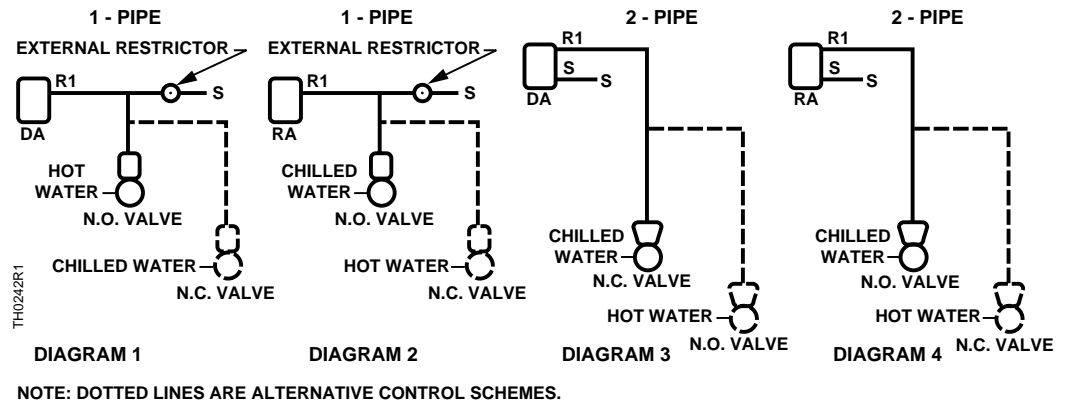 1 - PIPE
EXTERNAL RESTRICTOR
R1
S
DA
HOT
WATER
N.O. VALVE
CHILLED WATER
N.C. VALVE
TH0242R1
DIAGRAM 1
1 - PIPE
EXTERNAL RESTRICTOR
R1
S
RA
CHILLED
WATER
N.O. VALVE
HOT WATER
N.C. VALVE
DIAGRAM 2
2 - PIPE
R1
S
S
DA
CHILLED
WATER
N.C. VALVE
HOT WATER
N.O. VALVE
DIAGRAM 3
2 - PIPE
R1
S
S
RA
CHILLED
WATER
N.O. VALVE
HOT WATER
N.C. VALVE
DIAGRAM 4
NOTE: DOTTED LINES ARE ALTERNATIVE CONTROL SCHEMES.